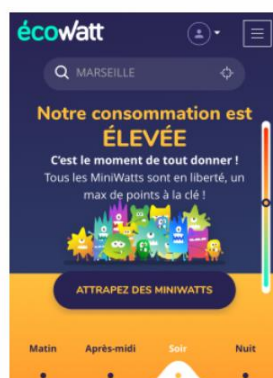 écowatt
MARSEILLE
Notre consommation est
ÉLEVÉE
C'est le moment de tout donner !
Tous les MiniWatts sont en liberté, un
max de points à la clé !
ATTRAPEZ DES MINIWATTS
Matin Après-midi Soir Nuit